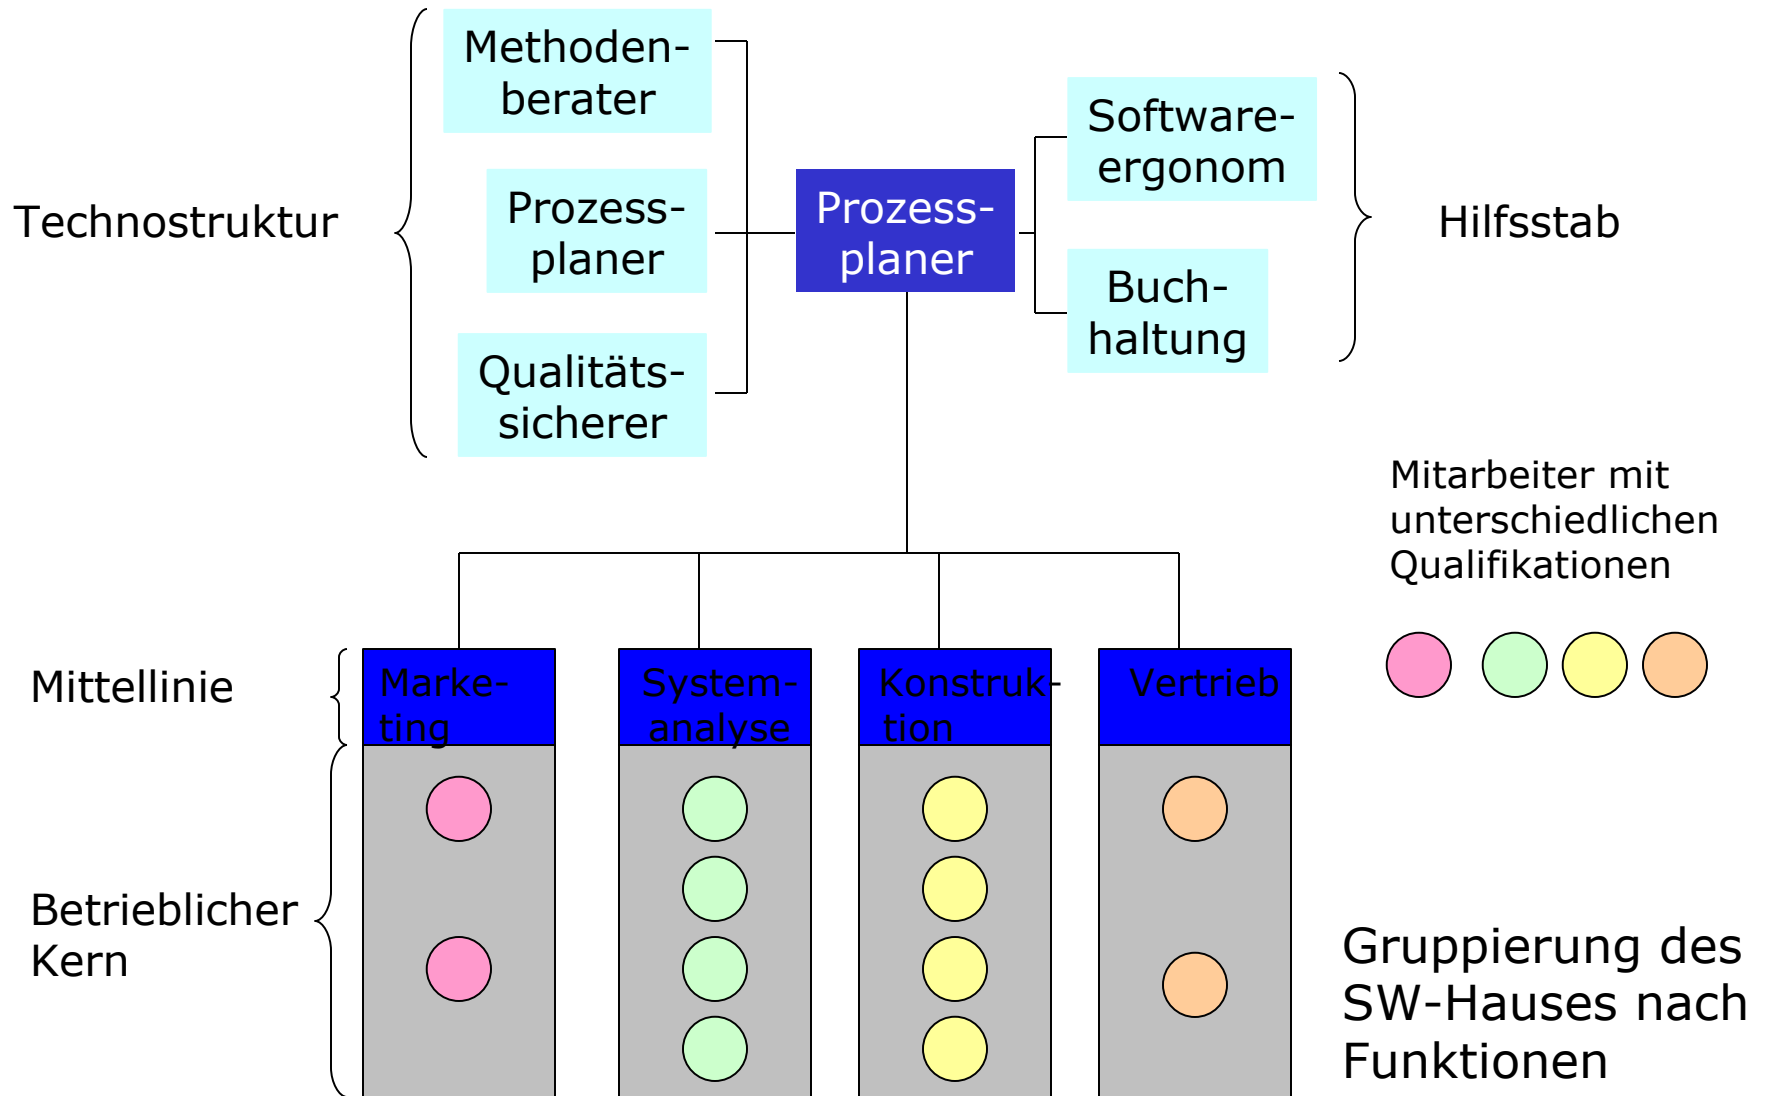 Methoden-
berater
Software-
ergonom
Technostruktur
Prozess-
planer
Prozess-
planer
Hilfsstab
Buch-
haltung
Qualitäts-
sicherer
Mitarbeiter mit
unterschiedlichen
Qualifikationen
Mittellinie
Marke-
ting
System-
analyse
Konstruk-
tion
Vertrieb
Betrieblicher
Kern
Gruppierung des
SW-Hauses nach
Funktionen